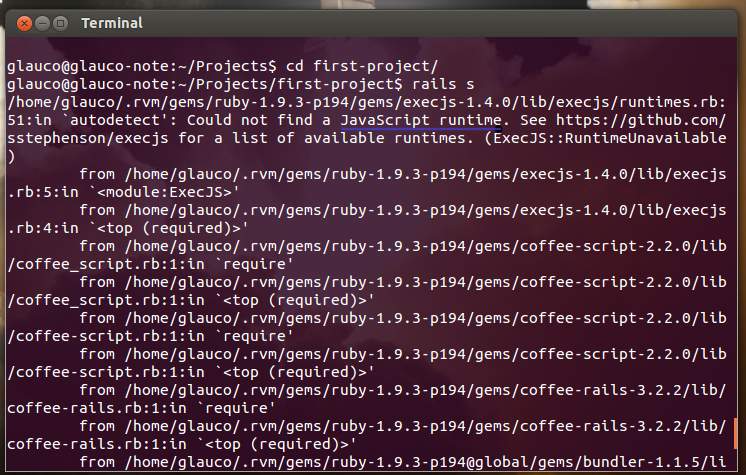 Terminal
glauco@glauco-note:~/Projects$ cd first-project/
glauco@glauco-note:~/Projects/first-project$ rails s
/home/glauco/.rvm/gems/ruby-1.9.3-p194/gems/execjs-1.4.0/lib/execjs/runtimes.rb:
51:in `autodetect': Could not find a JavaScript runtime. See https://github.com/
sstephenson/execjs for a list of available runtimes. (ExecJS::RuntimeUnavailable
)
from /home/glauco/.rvm/gems/ruby-1.9.3-p194/gems/execjs-1.4.0/lib/execjs
.rb:5:in `<module:ExecJS>'
from /home/glauco/.rvm/gems/ruby-1.9.3-p194/gems/execjs-1.4.0/lib/execjs
.rb:4:in `<top (required)>'
from /home/glauco/.rvm/gems/ruby-1.9.3-p194/gems/coffee-script-2.2.0/lib
/coffee_script.rb:1:in `require'
from /home/glauco/.rvm/gems/ruby-1.9.3-p194/gems/coffee-script-2.2.0/lib
/coffee_script.rb:1:in `<top (required)>'
from /home/glauco/.rvm/gems/ruby-1.9.3-p194/gems/coffee-script-2.2.0/lib
/coffee-script.rb:1:in `require'
from /home/glauco/.rvm/gems/ruby-1.9.3-p194/gems/coffee-script-2.2.0/lib
/coffee-script.rb:1:in `<top (required)>'
from /home/glauco/.rvm/gems/ruby-1.9.3-p194/gems/coffee-rails-3.2.2/lib/
coffee-rails.rb:1:in `require'
from /home/glauco/.rvm/gems/ruby-1.9.3-p194/gems/coffee-rails-3.2.2/lib/
coffee-rails.rb:1:in `<top (required)>'
from /home/glauco/.rvm/gems/ruby-1.9.3-p194@global/gems/bundler-1.1.5/li